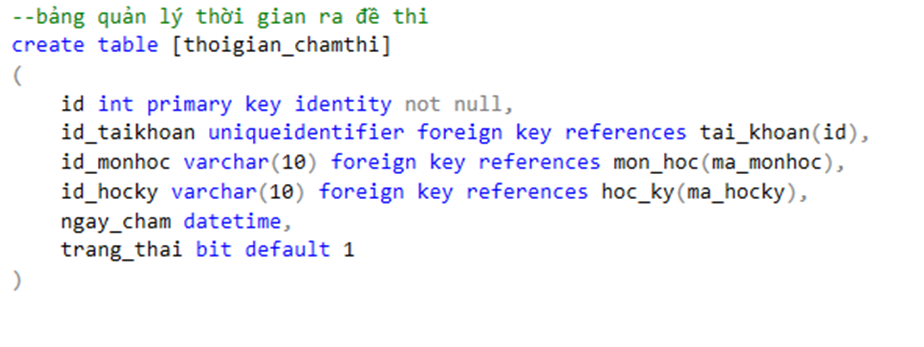 --bảng quản lý thời gian ra đề thi
create table [thoigian_chamthi]
(
    id int primary key identity not null,
    id_taikhoan uniqueidentifier foreign key references tai_khoan(id),
    id_monhoc varchar(10) foreign key references mon_hoc(ma_monhoc),
    id_hocky varchar(10) foreign key references hoc_ky(ma_hocky),
    ngay_cham datetime,
    trang_thai bit default 1
)